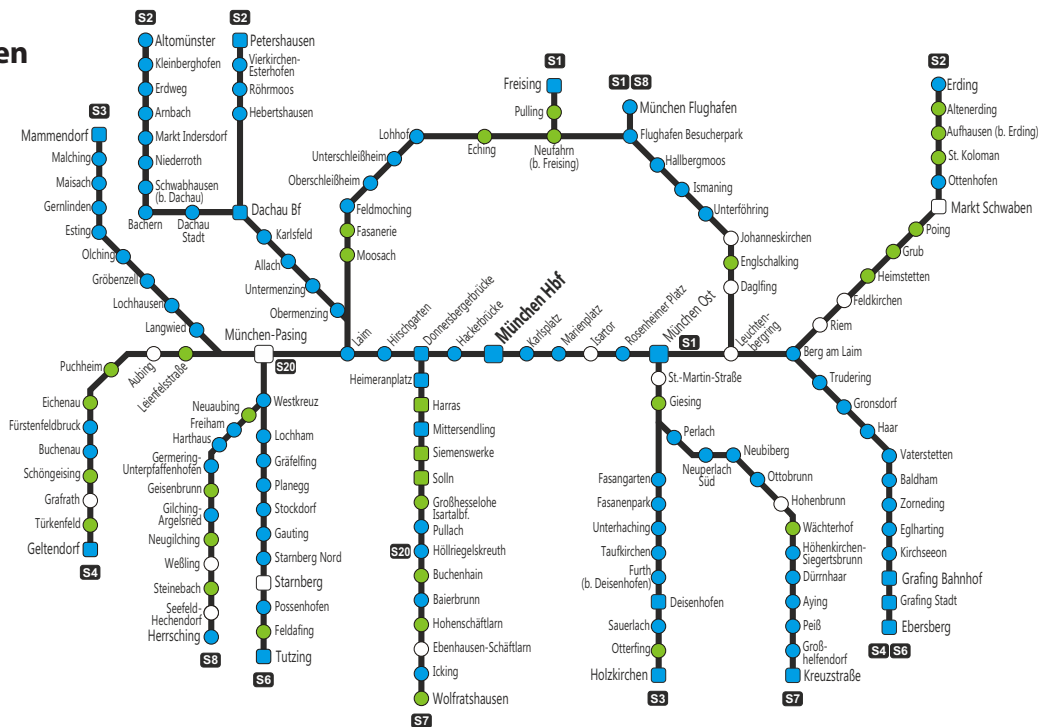 en
S2
Altomünster
Kleinberghofen
Erdweg
Arnbach
Markt Indersdorf
Niederroth
Schwabhausen
(b. Dachau)
Bachern
Dachau
Stadt
S2
Petershausen
Vierkirchen-
Esterhofen
Röhrmoos
Hebertshausen
Dachau Bf
Karlsfeld
Allach
Untermenzing
Obermenzing
S3
Mammendorf
Malching
Maisach
Gernlinden
Esting
Olching
Gröbenzell
Lochhausen
Langwied
S1
Freising
Pulling
Neufahrn
(b. Freising)
Eching
Lohhof
Unterschleißheim
Oberschleißheim
Feldmoching
Fasanerie
Moosach
S1 S8
München Flughafen
Flughafen Besucherpark
Hallbergmoos
Ismaning
Unterföhring
Johanneskirchen
Englschalking
Daglfing
S2
Erding
Altenerding
Aufhausen (b. Erding)
St. Koloman
Ottenhofen
Markt Schwaben
Poing
Grub
Heimstetten
Feldkirchen
Riem
München-Pasing
S20
Laim
Hirschgarten
Donnersbergerbrücke
Hackerbrücke
München Hbf
Karlsplatz
Marienplatz
Isartor
Rosenheimer Platz
München Ost
S1
Leuchten-
bergring
Berg am Laim
Leienfelsstraße
Aubing
Puchheim
Eichenau
Fürstenfeldbruck
Buchenau
Schöngeising
Grafrath
Türkenfeld
Geltendorf
S4
Neuaubing
Freiham
Harthaus
Germering-
Unterpfaffenhofen
Geisenbrunn
Gilching-
Argelsried
Neugilching
Weßling
Steinebach
Seefeld-
Hechendorf
Herrsching
S8
Westkreuz
Lochham
Gräfelfing
Planegg
Stockdorf
Gauting
Starnberg Nord
Starnberg
Possenhofen
Feldafing
Tutzing
S6
Heimeranplatz
Harras
Mittersendling
Siemenswerke
Solln
Großhesselohe
Isartalbf.
Pullach
S20
Höllriegelskreuth
Buchenhain
Baierbrunn
Hohenschäftlarn
Ebenhausen-Schäftlarn
Icking
Wolfratshausen
S7
St.-Martin-Straße
Giesing
Fasangarten
Fasanenpark
Unterhaching
Taufkirchen
Furth
(b. Deisenhofen)
Deisenhofen
Sauerlach
Otterfing
Holzkirchen
S3
Perlach
Neuperlach
Süd
Neubiberg
Ottobrunn
Hohenbrunn
Wächterhof
Höhenkirchen-
Siegertsbrunn
Dürrnhaar
Aying
Peiß
Groß-
helfendorf
Kreuzstraße
S7
Trudering
Gronsdorf
Haar
Vaterstetten
Baldham
Zorneding
Eglharting
Kirchseeon
Grafing Bahnhof
Grafing Stadt
Ebersberg
S4 S6